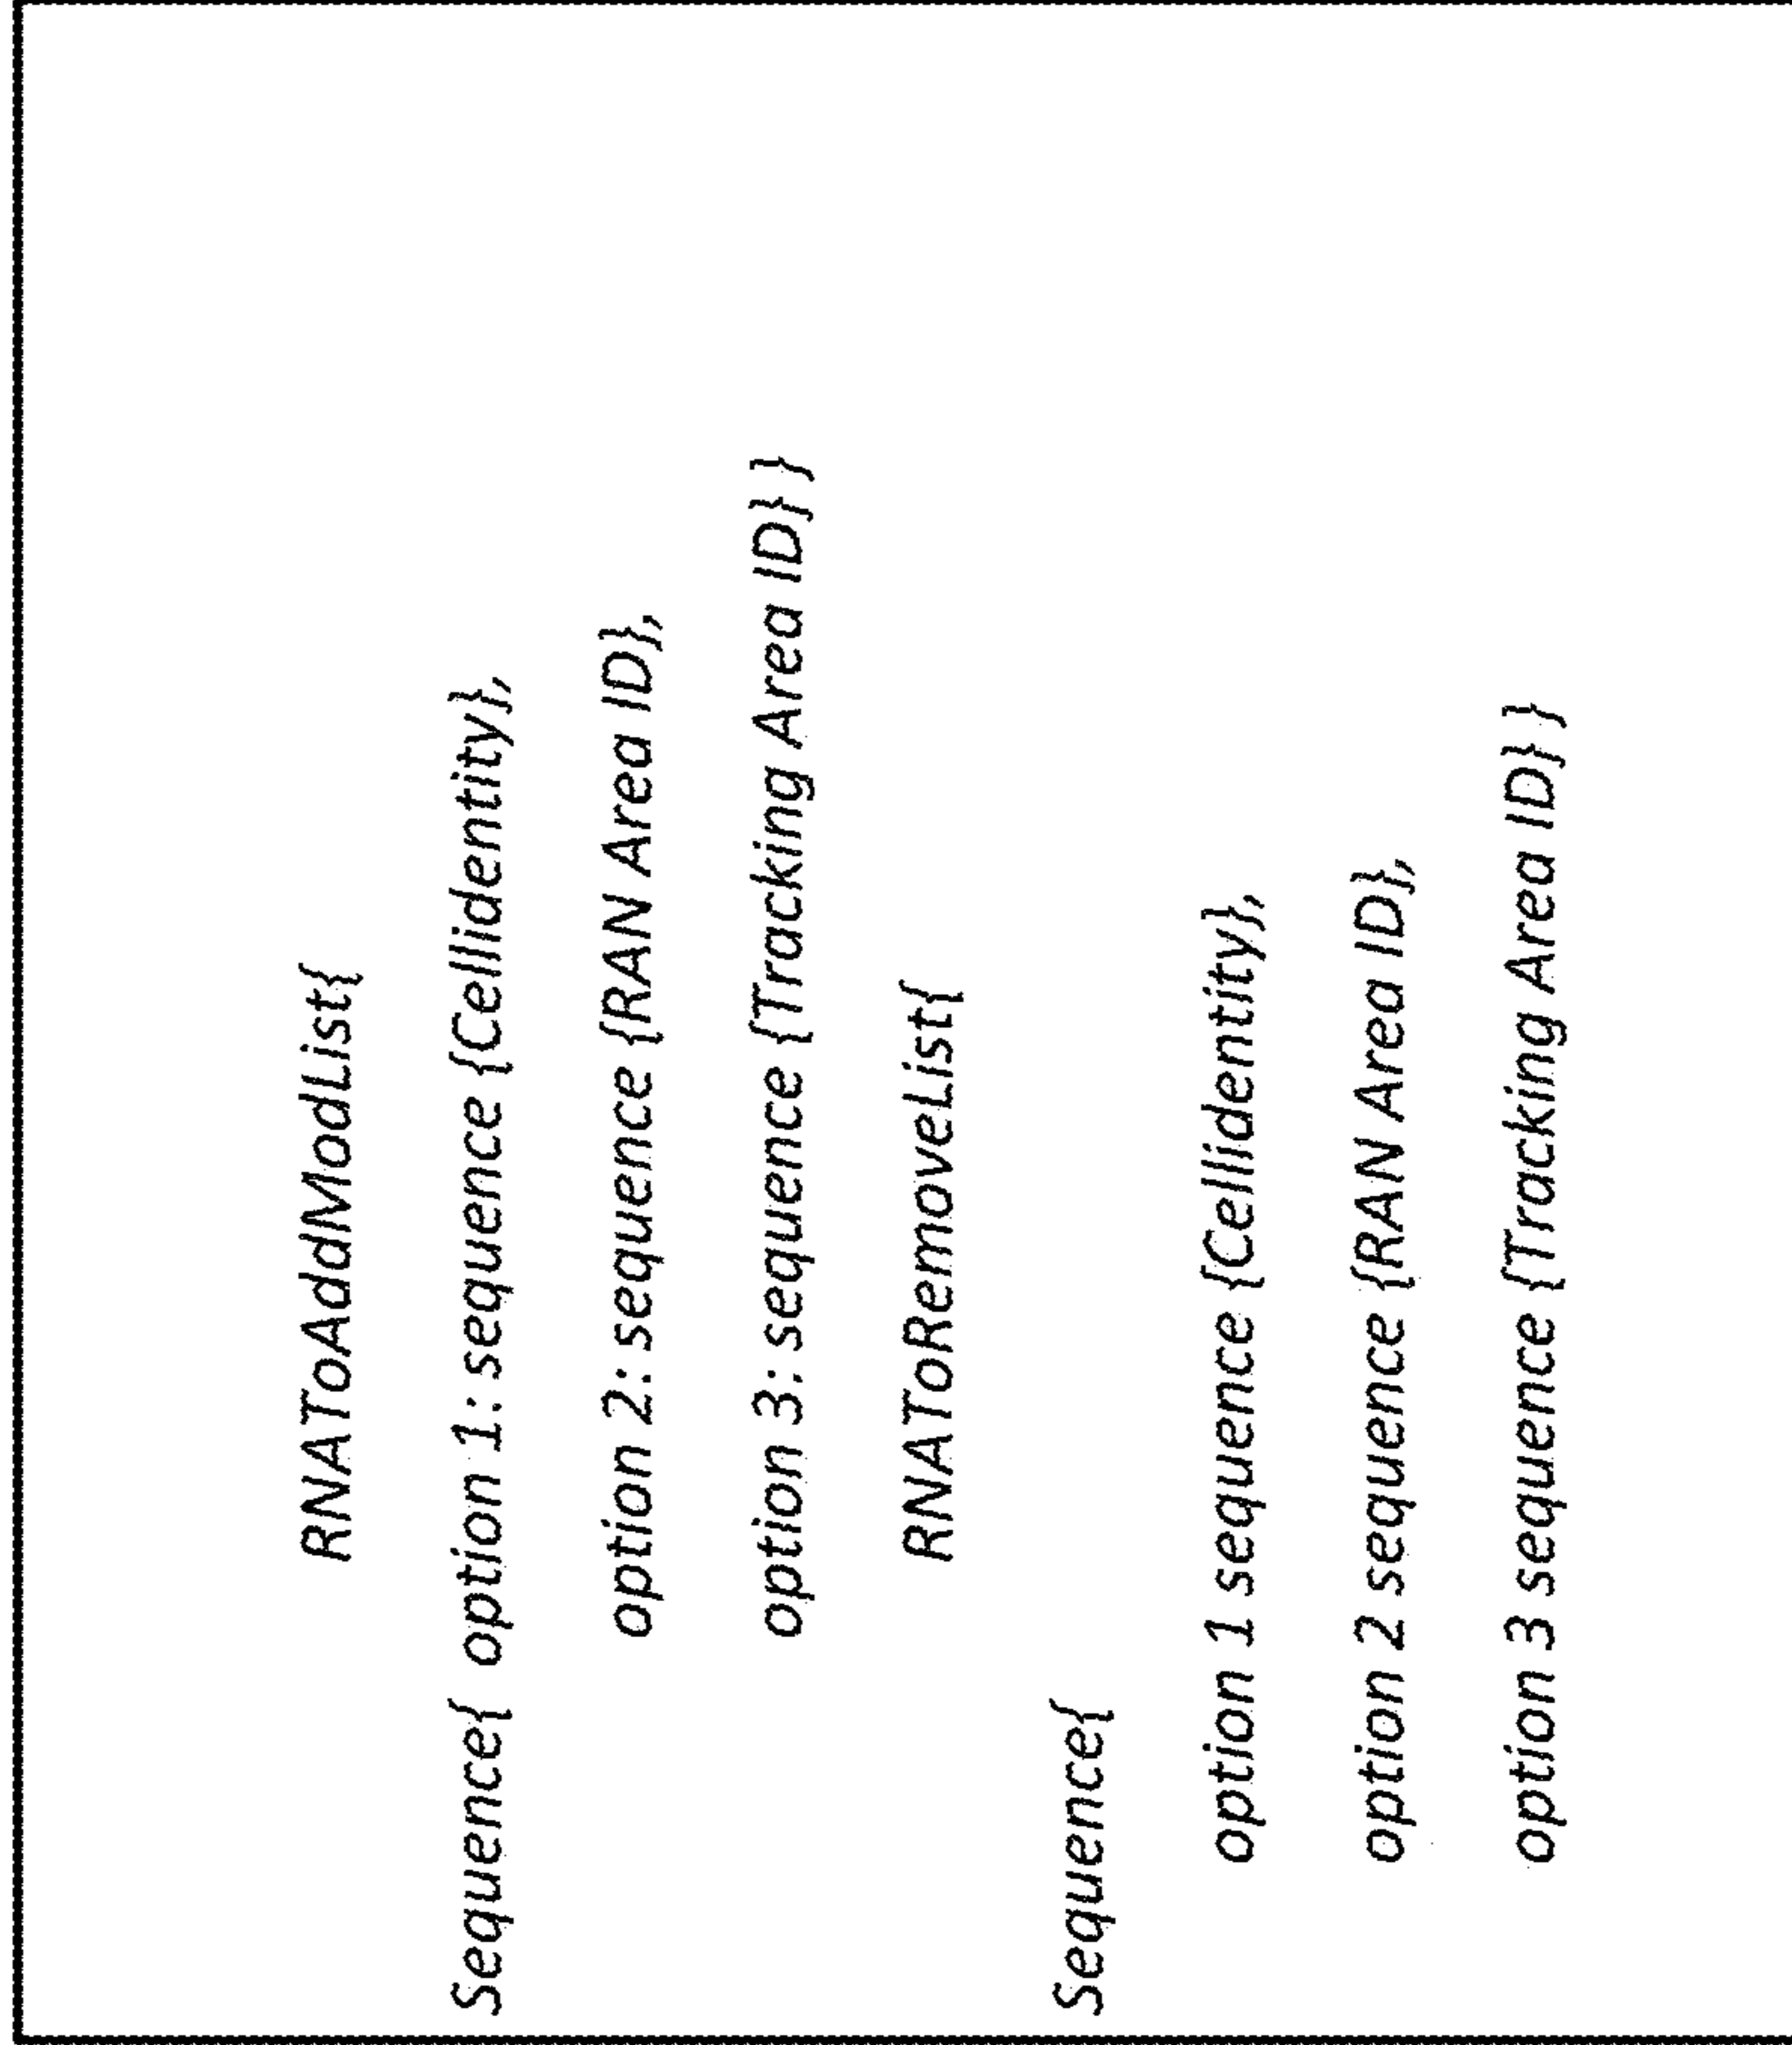 RNAToAddModList{
Sequence{ option 1: sequence {Cellidentity},
option 2: sequence {RAN Area ID},
option 3: sequence {Tracking Area ID} }
RNAToRemoveList{
Sequence{
option 1 sequence {Cellidentity},
option 2 sequence {RAN Area ID},
option 3 sequence {Tracking Area ID} }